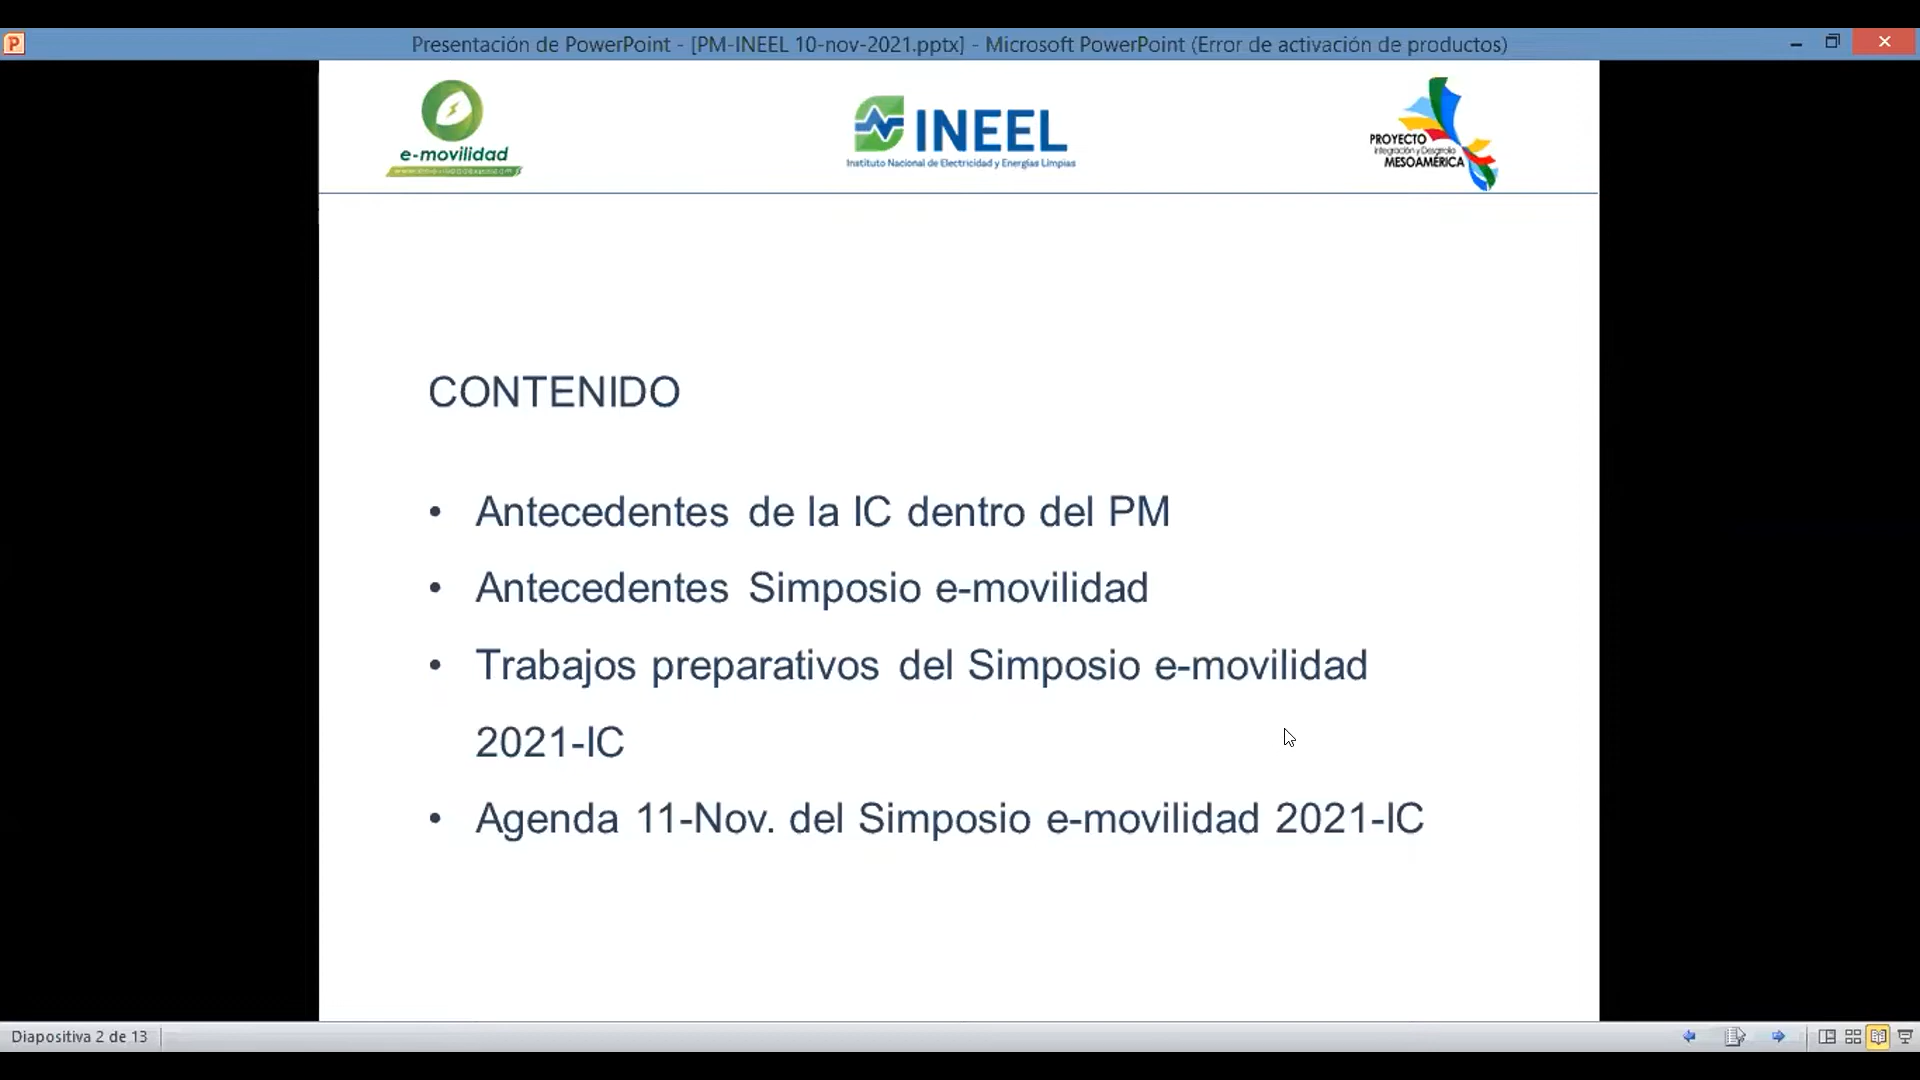 Presentación de PowerPoint - [PM-INEEL 10-nov-2021.pptx] - Microsoft PowerPoint (Error de activación de productos)
e-movilidad
INEEL
Instituto Nacional de Electricidad y Energías Limpias
PROYECTO
Integración y Desarrollo
MESOAMÉRICA
CONTENIDO
• Antecedentes de la IC dentro del PM
• Antecedentes Simposio e-movilidad
• Trabajos preparativos del Simposio e-movilidad
2021-IC
• Agenda 11-Nov. del Simposio e-movilidad 2021-IC
Diapositiva 2 de 13